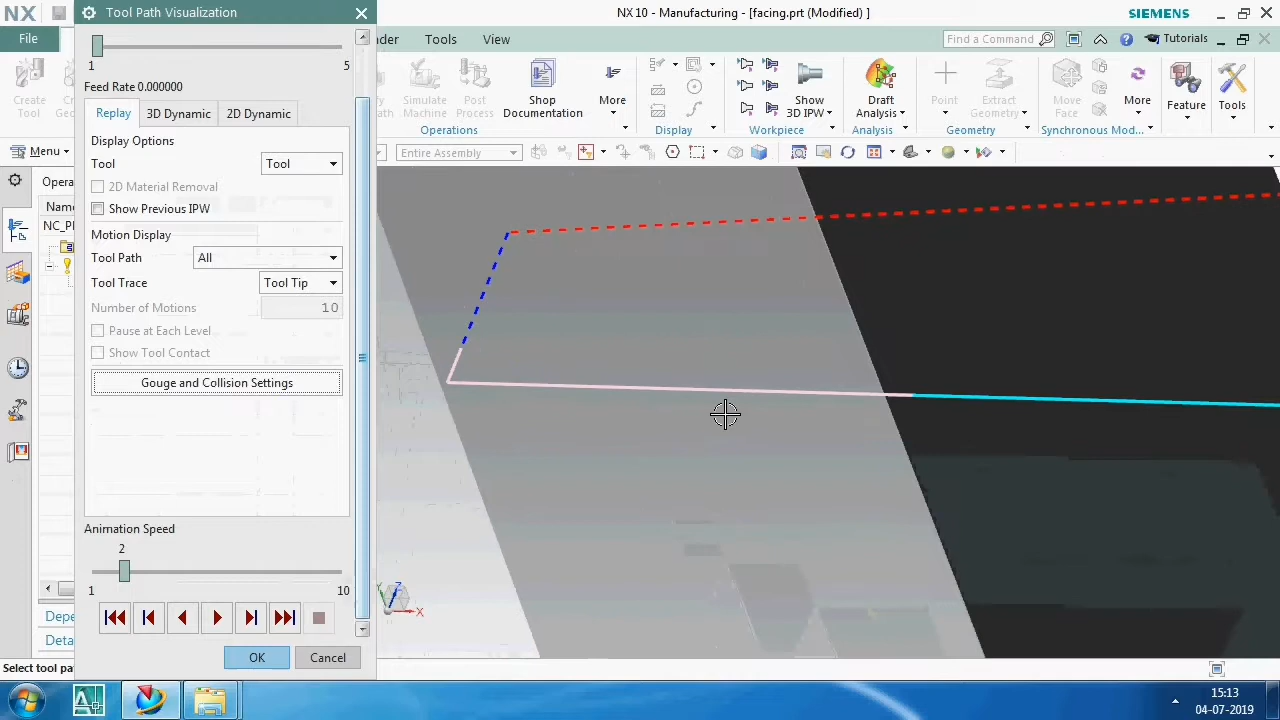 NX
Tool Path Visualization
NX 10 - Manufacturing - [facing.prt (Modified) ]
SIEMENS
File
Tools
View
Find a Command
Tutorials
1
5
Feed Rate 0.000000
Replay
3D Dynamic
2D Dynamic
Display Options
Tool
Tool
2D Material Removal
Show Previous IPW
Motion Display
Tool Path
All
Tool Trace
Tool Tip
Number of Motions
10
Pause at Each Level
Show Tool Contact
Gouge and Collision Settings
Animation Speed
2
1
10
OK
Cancel
Create
Tool
Simulate
Machine
Post
Process
Shop
Documentation
More
Show
3D IPW
Draft
Analysis
Point
Extract
Geometry
Move
Face
More
Feature
Tools
Operations
Display
Workpiece
Analysis
Geometry
Synchronous Mod...
Menu
Entire Assembly
Opera
Name
NC_P
Depe
Deta
Select tool pa
X
Y
Z
15:13
04-07-2019